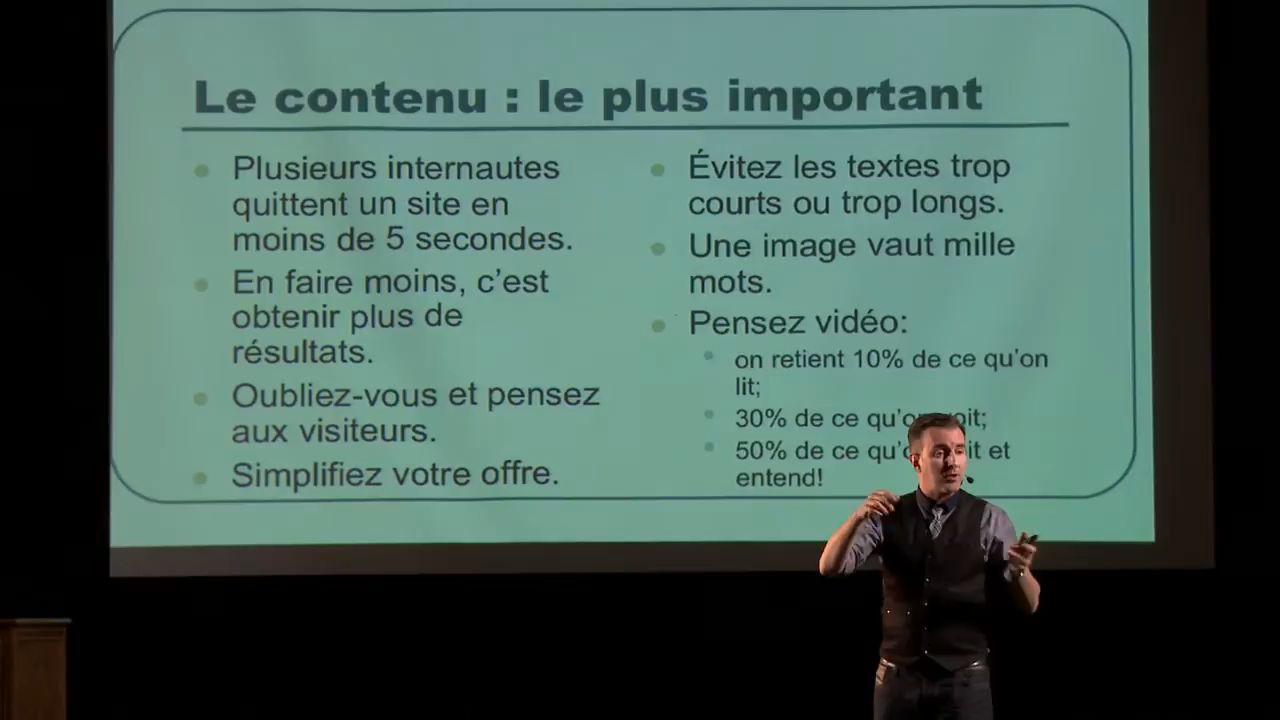 Le contenu : le plus important
Plusieurs internautes
quittent un site en
moins de 5 secondes.
En faire moins, c'est
obtenir plus de
résultats.
Oubliez-vous et pensez
aux visiteurs.
Simplifiez votre offre.
Évitez les textes trop
courts ou trop longs.
Une image vaut mille
mots.
Pensez vidéo:
on retient 10% de ce qu'on
lit;
30% de ce
50% de ce et
entend!